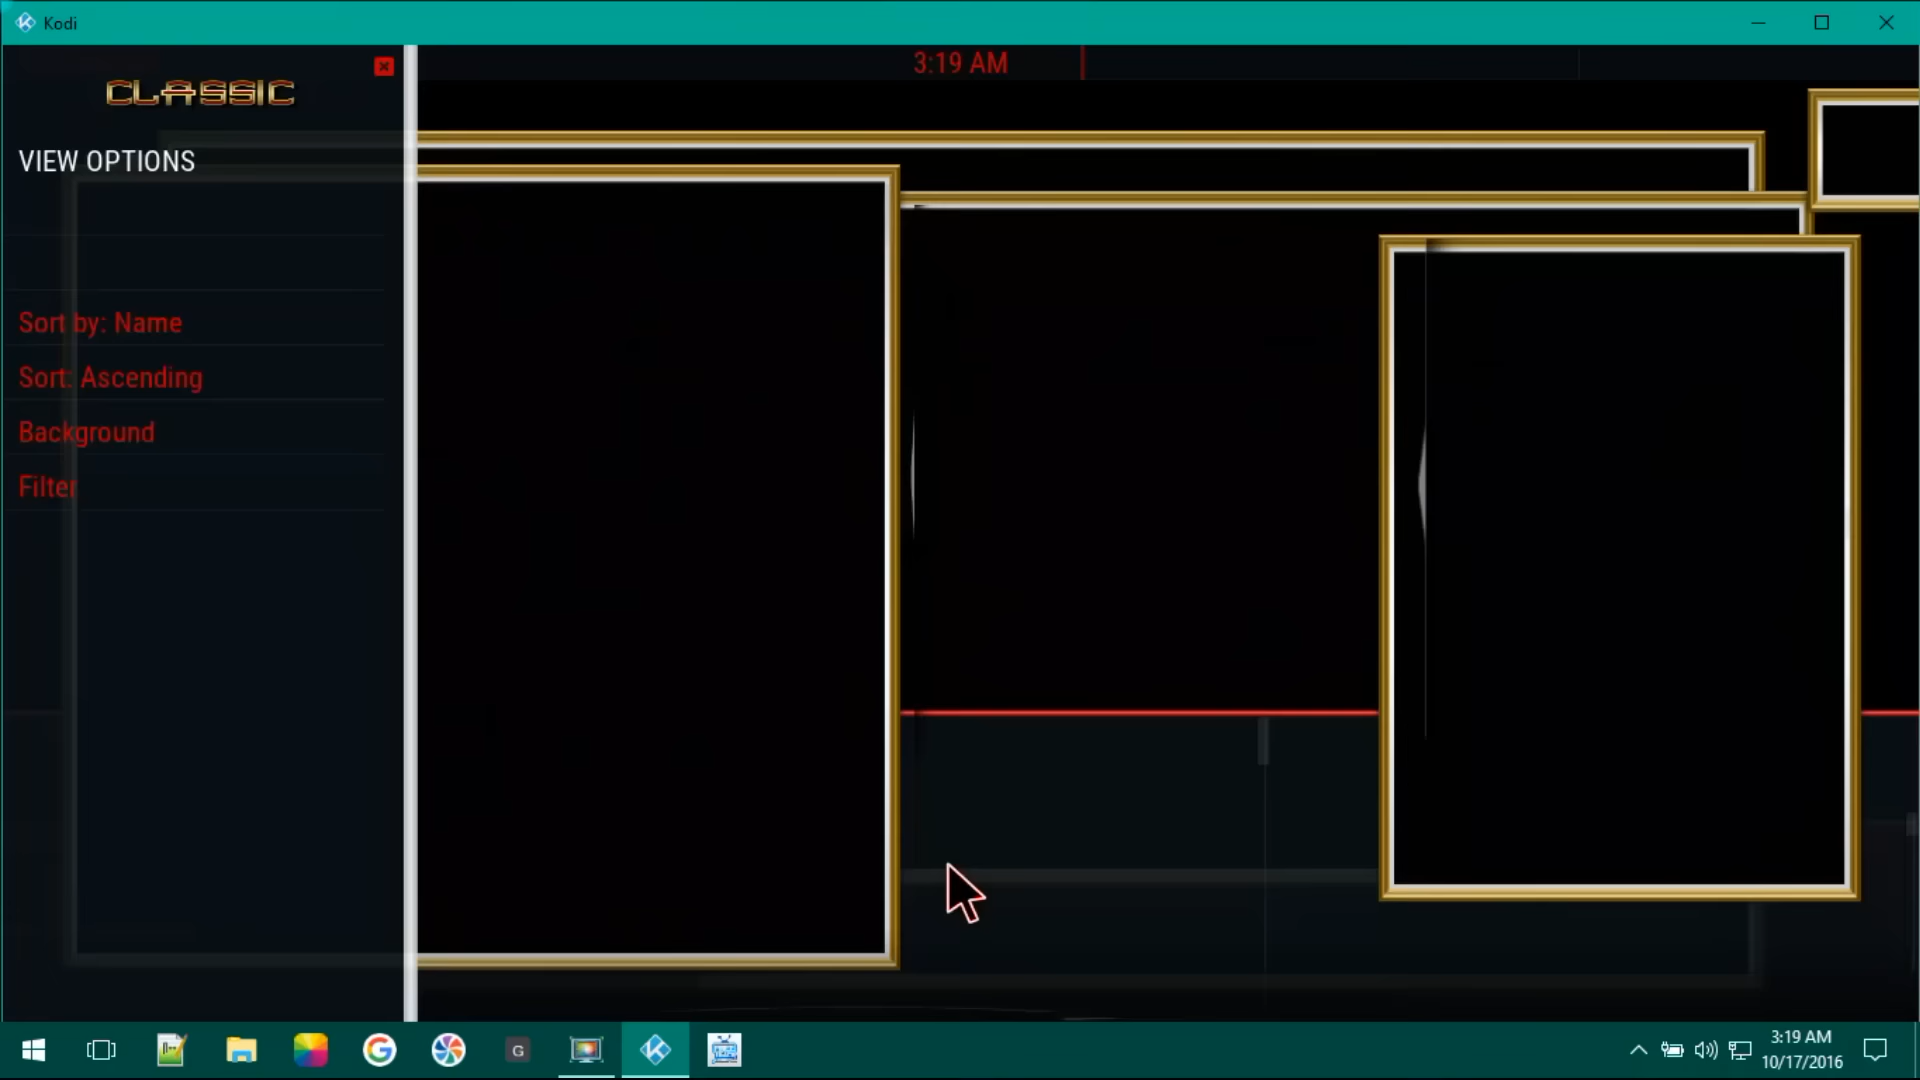 Kodi
3:19 AM
CLASSIC
VIEW OPTIONS
Sort by: Name
Sort: Ascending
Background
Filter
G
G
3:19 AM
10/17/2016